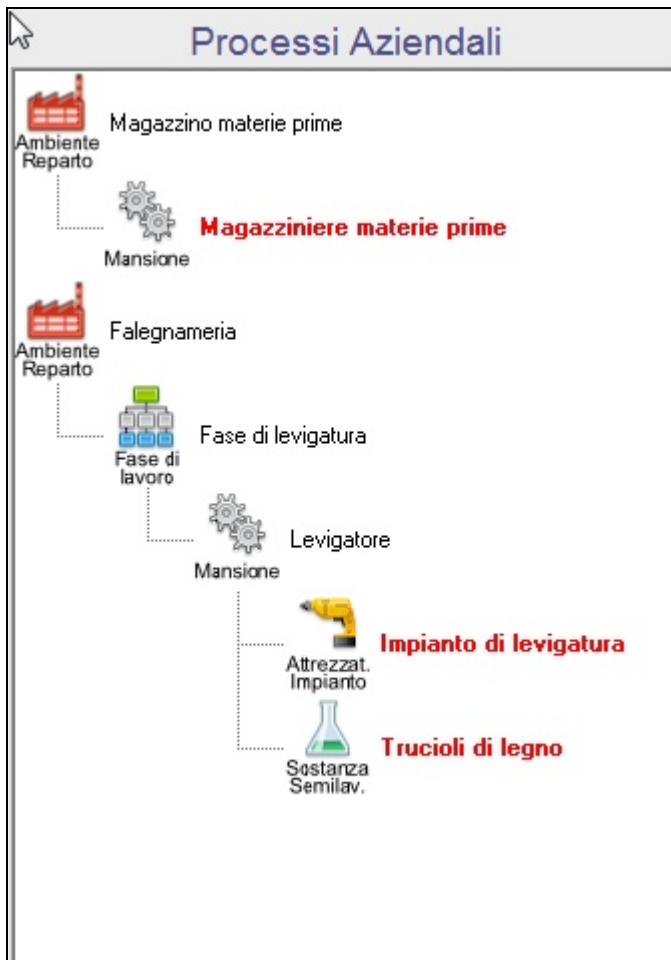 Processi Aziendali
Magazzino materie prime
Ambiente
Reparto
Magazziniere materie prime
Mansione
Falegnameria
Ambiente
Reparto
Fase di levigatura
Fase di
lavoro
Levigatore
Mansione
Impianto di levigatura
Attrezzat.
Impianto
Trucioli di legno
Sostanza
Semilav.